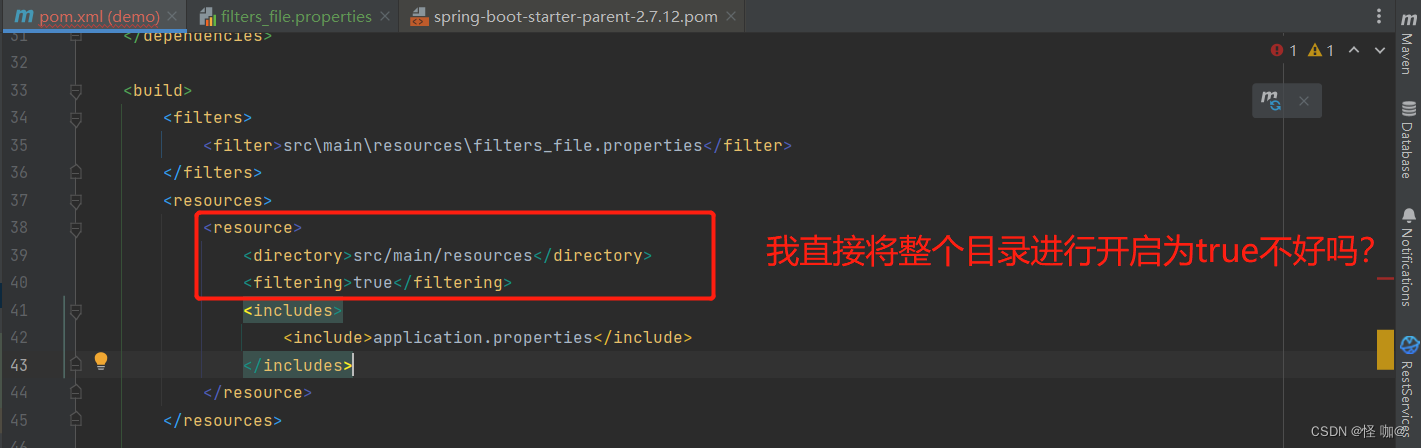 pom.xml (demo)
filters_file.properties
spring-boot-starter-parent-2.7.12.pom
31 </dependencies>
1 1
32
33 <build>
34 <filters>
35 <filter>src\main\resources\filters_file.properties</filter>
36 </filters>
37 <resources>
38 <resource>
39 <directory>src/main/resources</directory>
40 <filtering>true</filtering>
41 <includes>
42 <include>application.properties</include>
43 </includes>
44 </resource>
45 </resources>
46
我直接将整个目录进行开启为true不好吗？
Maven
Database
Notifications
RestServices
CSDN @怪 咖@